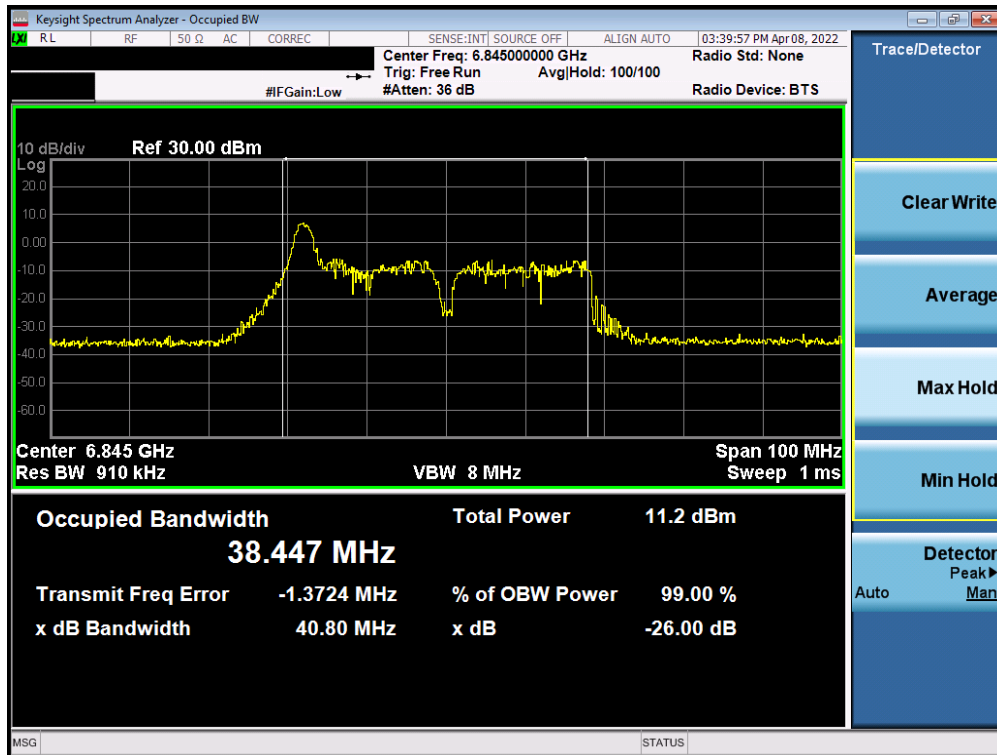 Keysight Spectrum Analyzer - Occupied BW
LXI RL RF 50 Ω AC CORREC SENSE:INT SOURCE OFF ALIGN AUTO 03:39:57 PM Apr 08, 2022
Center Freq: 6.845000000 GHz Radio Std: None
Trig: Free Run Avg|Hold: 100/100
#IFGain:Low #Atten: 36 dB Radio Device: BTS
10 dB/div Ref 30.00 dBm
Log
20.0
10.0
0.00
-10.0
-20.0
-30.0
-40.0
-50.0
-60.0
Center 6.845 GHz Span 100 MHz
Res BW 910 kHz VBW 8 MHz Sweep 1 ms
Occupied Bandwidth Total Power 11.2 dBm
38.447 MHz
Transmit Freq Error -1.3724 MHz % of OBW Power 99.00 %
x dB Bandwidth 40.80 MHz x dB -26.00 dB
MSG STATUS
Trace/Detector
Clear Write
Average
Max Hold
Min Hold
Detector
Peak▶
Auto Man